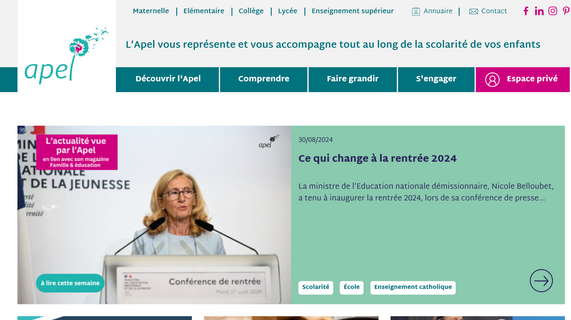 Maternelle | Elémentaire | Collège | Lycée | Enseignement supérieur
Annuaire | Contact
apel
L'Apel vous représente et vous accompagne tout au long de la scolarité de vos enfants
Découvrir l'Apel
Comprendre
Faire grandir
S'engager
Espace privé
L'actualité vue
par l'Apel
en lien avec son magazine
Famille & éducation
apel
NATIONALE
ET DE LA JEUNESSE
Conférence de rentrée
à lire cette semaine
30/08/2024
Ce qui change à la rentrée 2024
La ministre de l'Education nationale démissionnaire, Nicole Belloubet,
a tenu à inaugurer la rentrée 2024, lors de sa conférence de presse...
Scolarité
École
Enseignement catholique